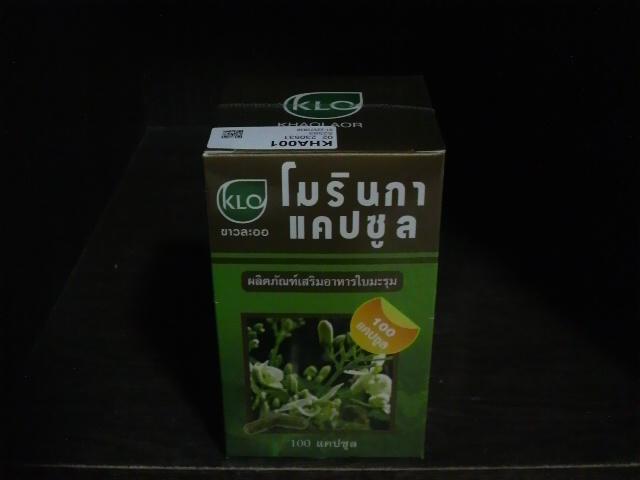 KLO
KHAOLAOR
KHA001
KLO
ขาวละออ
โมรินกา
แคปซูล
ผลิตภัณฑ์เสริมอาหารใบมะรุม
100
แคปซูล
100 แคปซูล